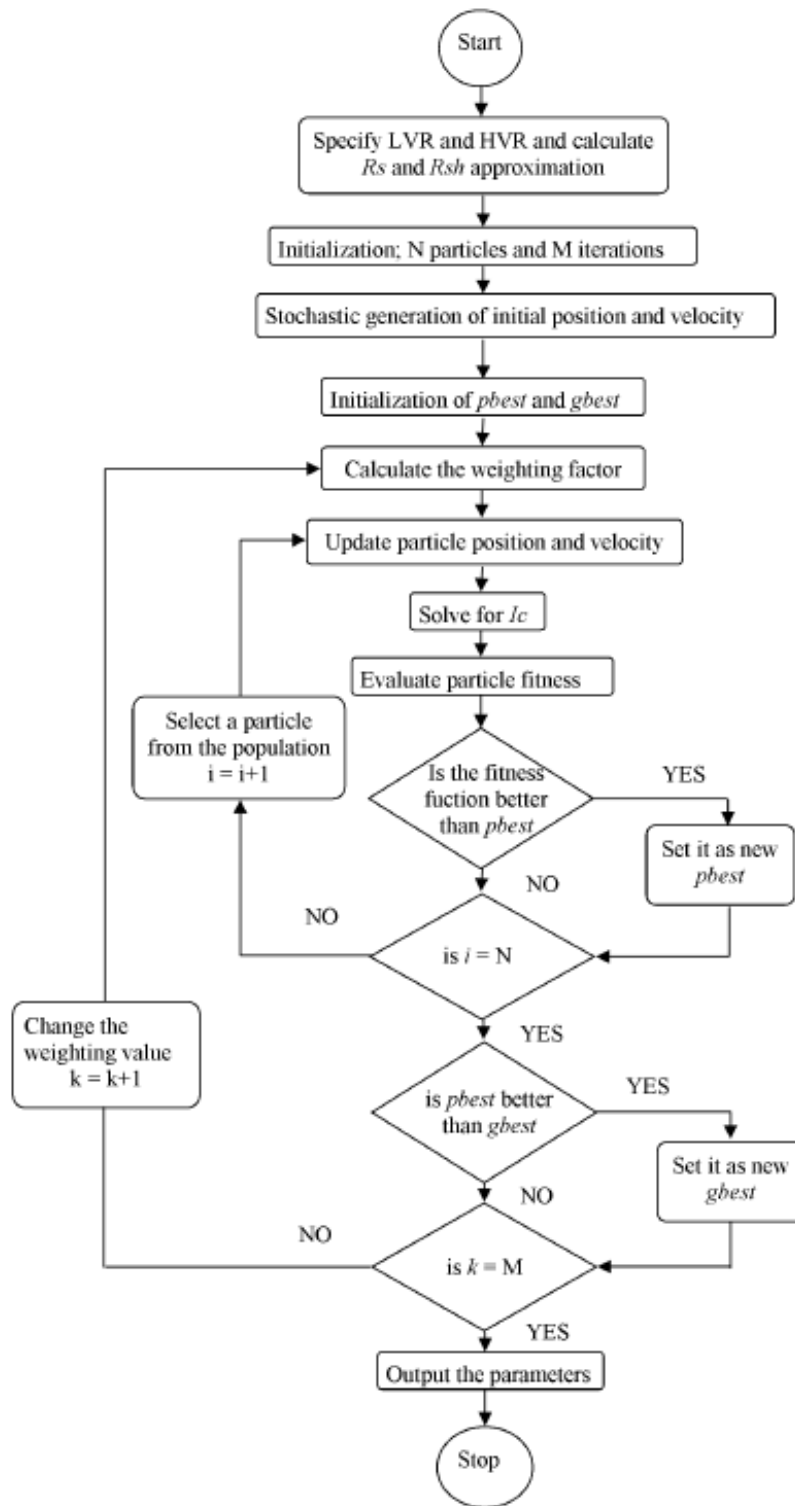 Start
Specify LVR and HVR and calculate
Rs and Rsh approximation
Initialization; N particles and M iterations
Stochastic generation of initial position and velocity
Initialization of pbest and gbest
Calculate the weighting factor
Update particle position and velocity
Solve for Ic
Evaluate particle fitness
Select a particle
from the population
i = i+1
Is the fitness
fuction better
than pbest
YES
Set it as new
pbest
NO
NO
is i = N
YES
Change the
weighting value
k = k+1
is pbest better
than gbest
YES
Set it as new
gbest
NO
NO
is k = M
YES
Output the parameters
Stop